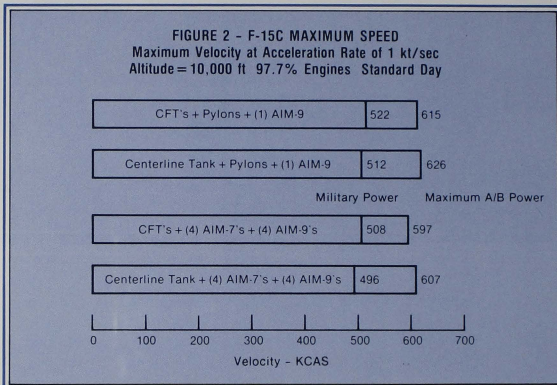 FIGURE 2 – F-15C MAXIMUM SPEED
Maximum Velocity at Acceleration Rate of 1 kt/sec
Altitude = 10,000 ft 97.7% Engines Standard Day
CFT's + Pylons + (1) AIM-9 522 615
Centerline Tank + Pylons + (1) AIM-9 512 626
Military Power Maximum A/B Power
CFT's + (4) AIM-7's + (4) AIM-9's 508 597
Centerline Tank + (4) AIM-7's + (4) AIM-9's 496 607
0 100 200 300 400 500 600 700
Velocity – KCAS